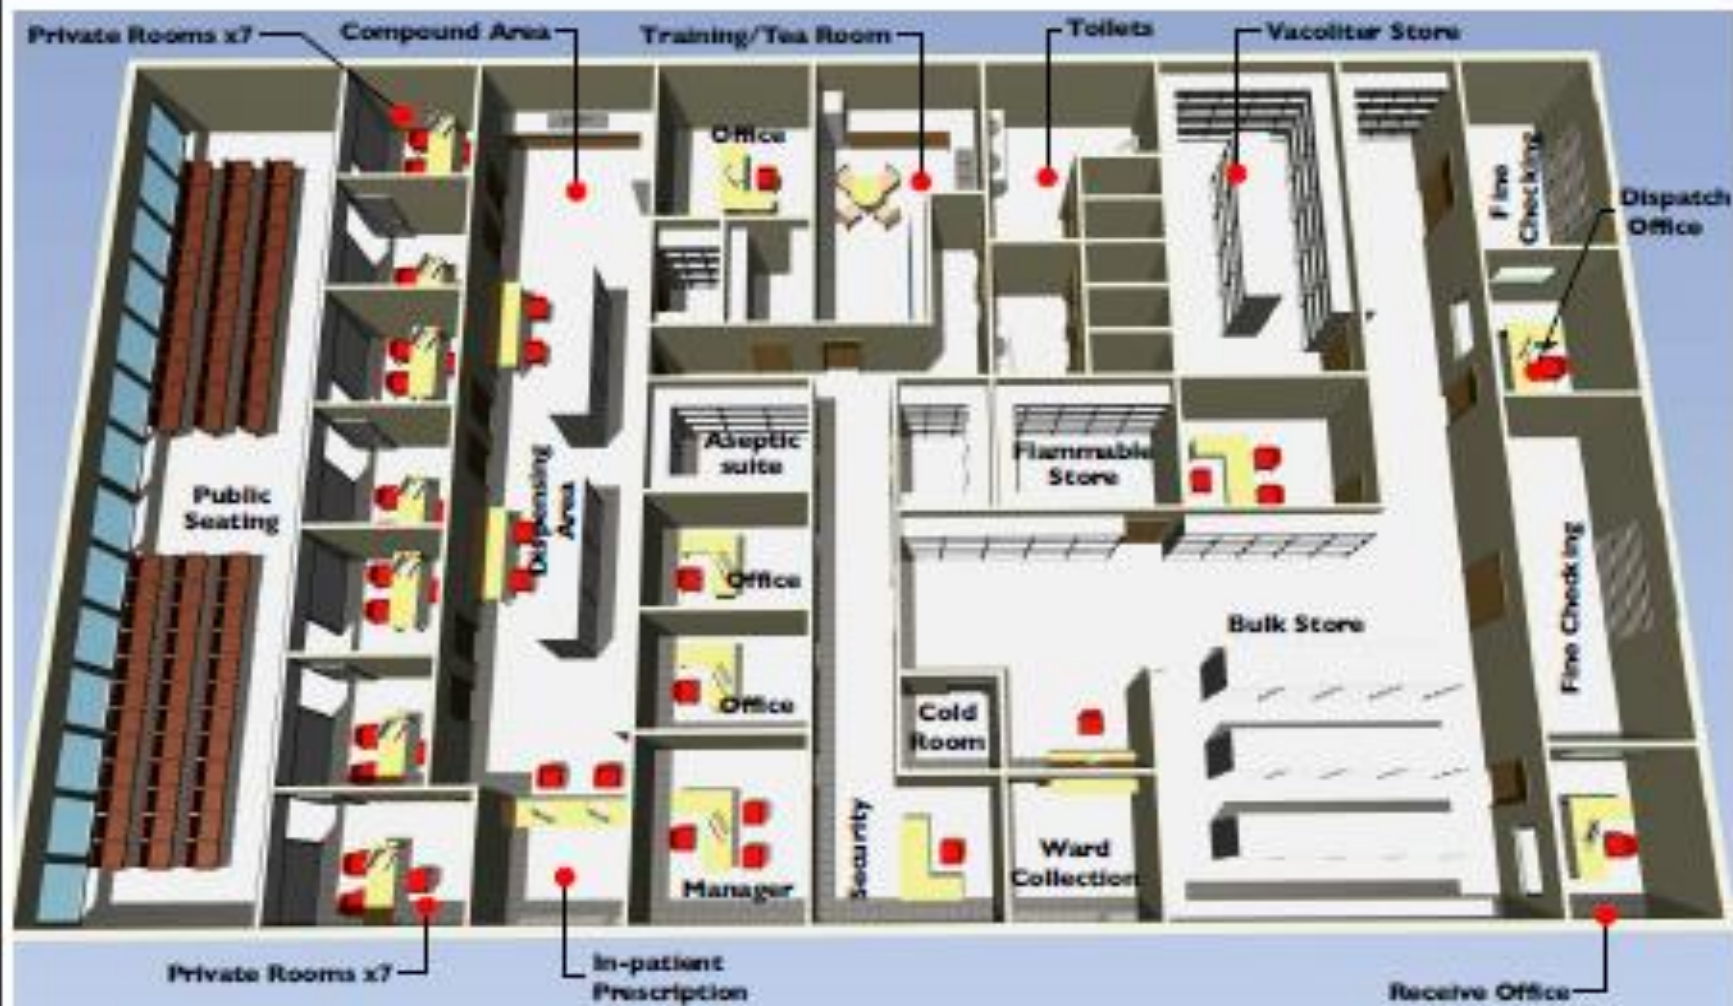 Private Rooms x7
Compound Area
Training/Tea Room
Toilets
Vacoliter Store
Office
Fine
Checking
Dispatch
Office
Aseptic
suite
Flammable
Store
Public
Seating
Dispensing
Area
Office
Fine Checking
Bulk Store
Office
Cold
Room
Security
Ward
Collection
Manager
Private Rooms x7
In-patient
Prescription
Receive Office